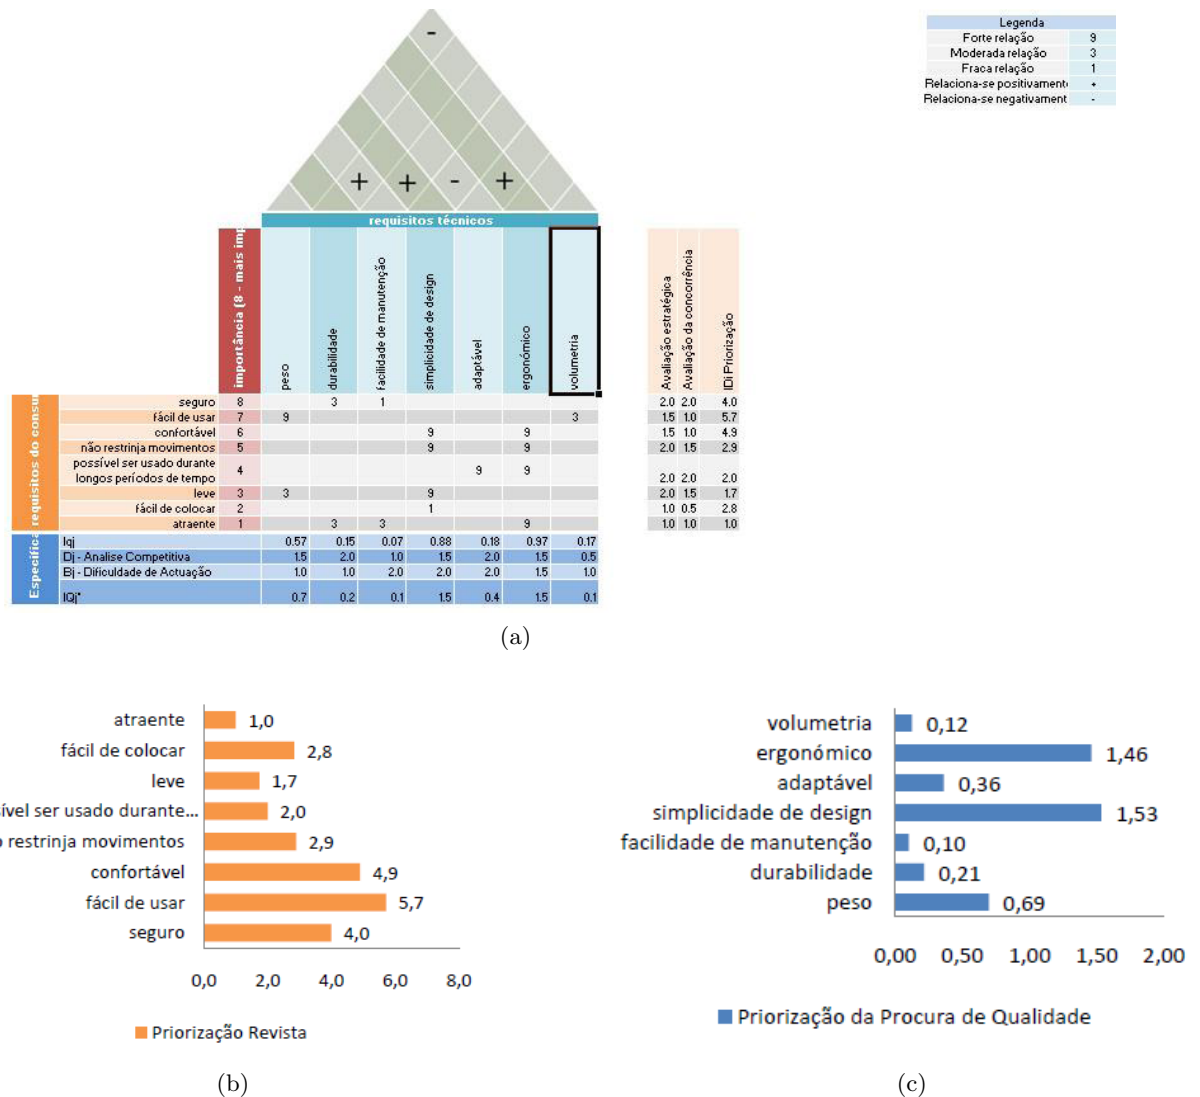 Legenda
Forte relação 9
Moderada relação 3
Fraca relação 1
Relaciona-se positivament +
Relaciona-se negativament -
-
+ + - +
requisitos técnicos
importância (8 - mais imp
peso
durabilidade
facilidade de manutenção
simplicidade de design
adaptável
ergonómico
volumetria
Avaliação estratégica
Avaliação da concorrência
IDi Priorização
requisitos do consu
seguro 8 3 1 2.0 2.0 4.0
fácil de usar 7 9 3 1.5 1.0 5.7
confortável 6 9 9 1.5 1.0 4.9
não restrinja movimentos 5 9 9 2.0 1.5 2.9
possível ser usado durante
longos períodos de tempo 4 9 9 2.0 2.0 2.0
leve 3 3 9 2.0 1.5 1.7
fácil de colocar 2 1 1.0 0.5 2.8
atraente 1 3 3 9 1.0 1.0 1.0
Especifica
Iqj 0.57 0.15 0.07 0.88 0.18 0.97 0.17
Dj - Analise Competitiva 1.5 2.0 1.0 1.5 2.0 1.5 0.5
Bj - Dificuldade de Actuação 1.0 1.0 2.0 2.0 2.0 1.5 1.0
IQj* 0.7 0.2 0.1 1.5 0.4 1.5 0.1
(a)
atraente 1,0
fácil de colocar 2,8
leve 1,7
sível ser usado durante... 2,0
o restrinja movimentos 2,9
confortável 4,9
fácil de usar 5,7
seguro 4,0
0,0 2,0 4,0 6,0 8,0
Priorização Revista
(b)
volumetria 0,12
ergonómico 1,46
adaptável 0,36
simplicidade de design 1,53
facilidade de manutenção 0,10
durabilidade 0,21
peso 0,69
0,00 0,50 1,00 1,50 2,00
Priorização da Procura de Qualidade
(c)